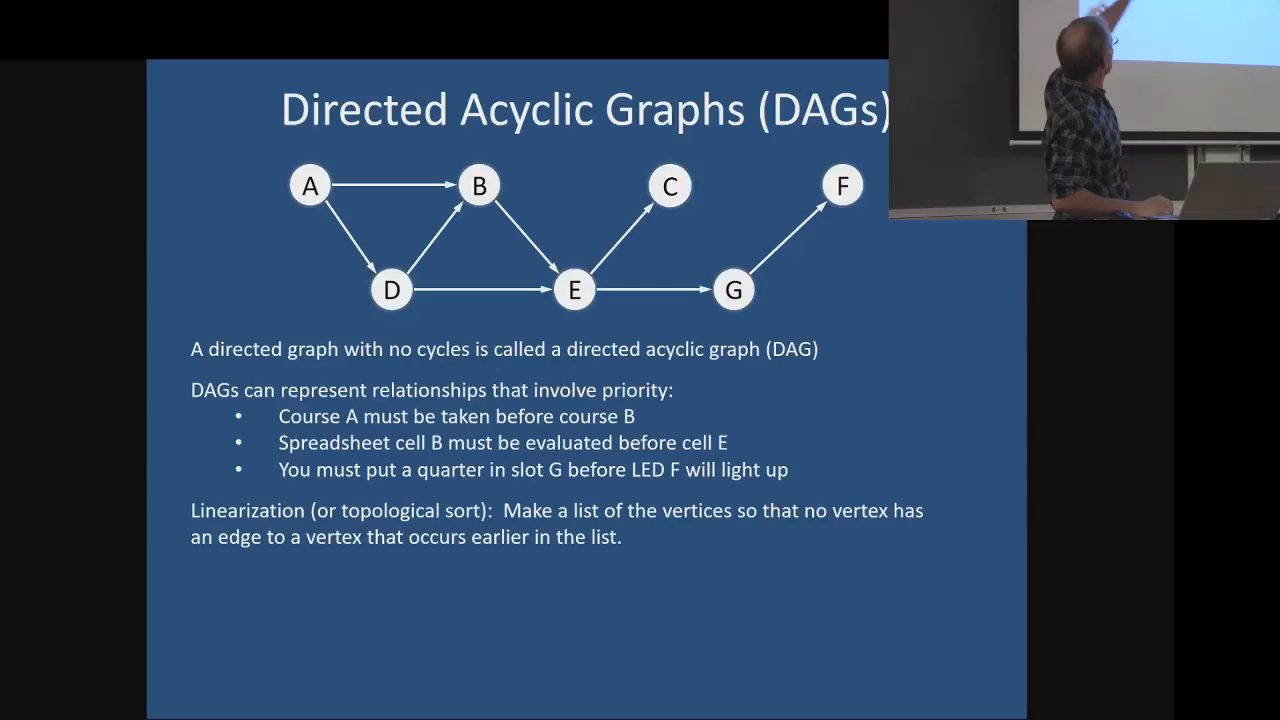 Directed Acyclic Graphs (DAGs)
A B C F
D E G
A directed graph with no cycles is called a directed acyclic graph (DAG)
DAGs can represent relationships that involve priority:
• Course A must be taken before course B
• Spreadsheet cell B must be evaluated before cell E
• You must put a quarter in slot G before LED F will light up
Linearization (or topological sort): Make a list of the vertices so that no vertex has
an edge to a vertex that occurs earlier in the list.